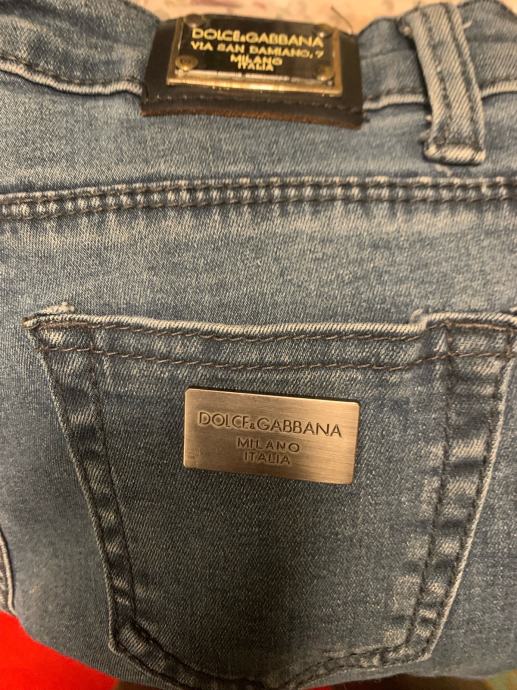 DOLCE&GABBANA
VIA SAN DAMIANO, 7
MILANO
ITALIA
DOLCE&GABBANA
MILANO
ITALIA